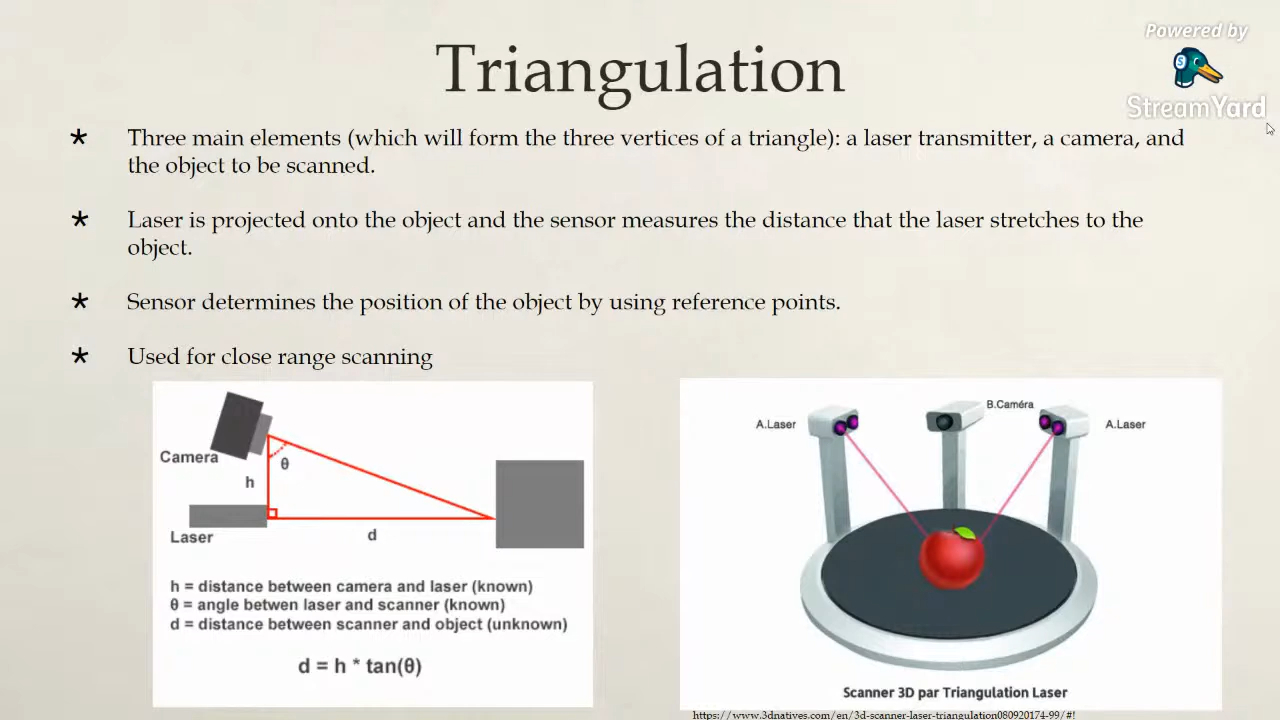 Powered by
StreamYard
Triangulation
* Three main elements (which will form the three vertices of a triangle): a laser transmitter, a camera, and
the object to be scanned.
* Laser is projected onto the object and the sensor measures the distance that the laser stretches to the
object.
* Sensor determines the position of the object by using reference points.
* Used for close range scanning
Camera
θ
h
Laser
d
h = distance between camera and laser (known)
θ = angle betwen laser and scanner (known)
d = distance between scanner and object (unknown)
d = h * tan(θ)
A.Laser
B.Caméra
A.Laser
Scanner 3D par Triangulation Laser
https://www.3dnatives.com/en/3d-scanner-laser-triangulation080920174-99/#!